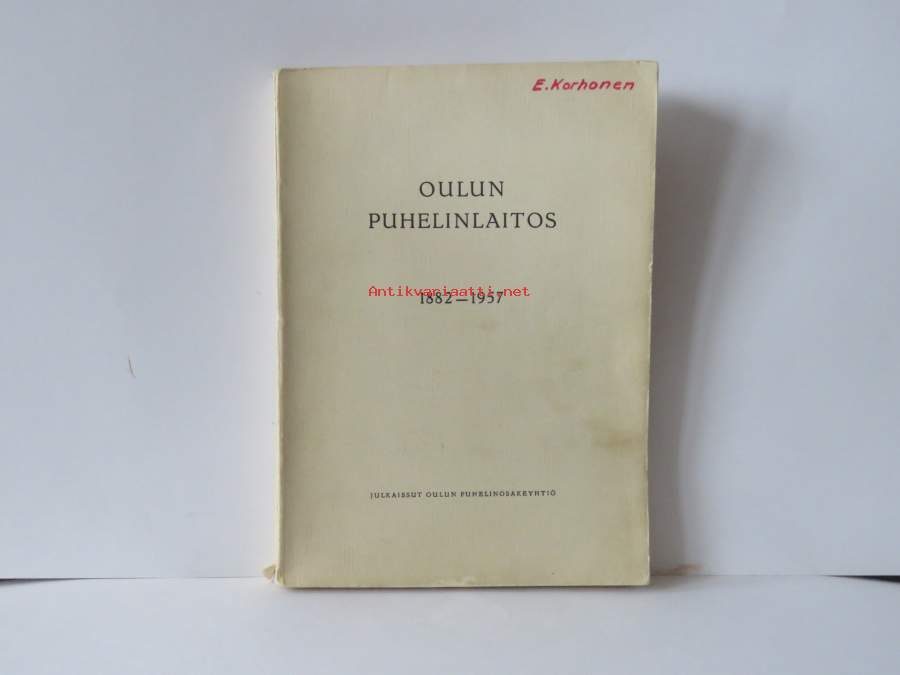 E. Korhonen
OULUN
PUHELINLAITOS
Antikvariaatti.net
1882—1957
JULKAISSUT OULUN PUHELINOSAKEYHTIÖ